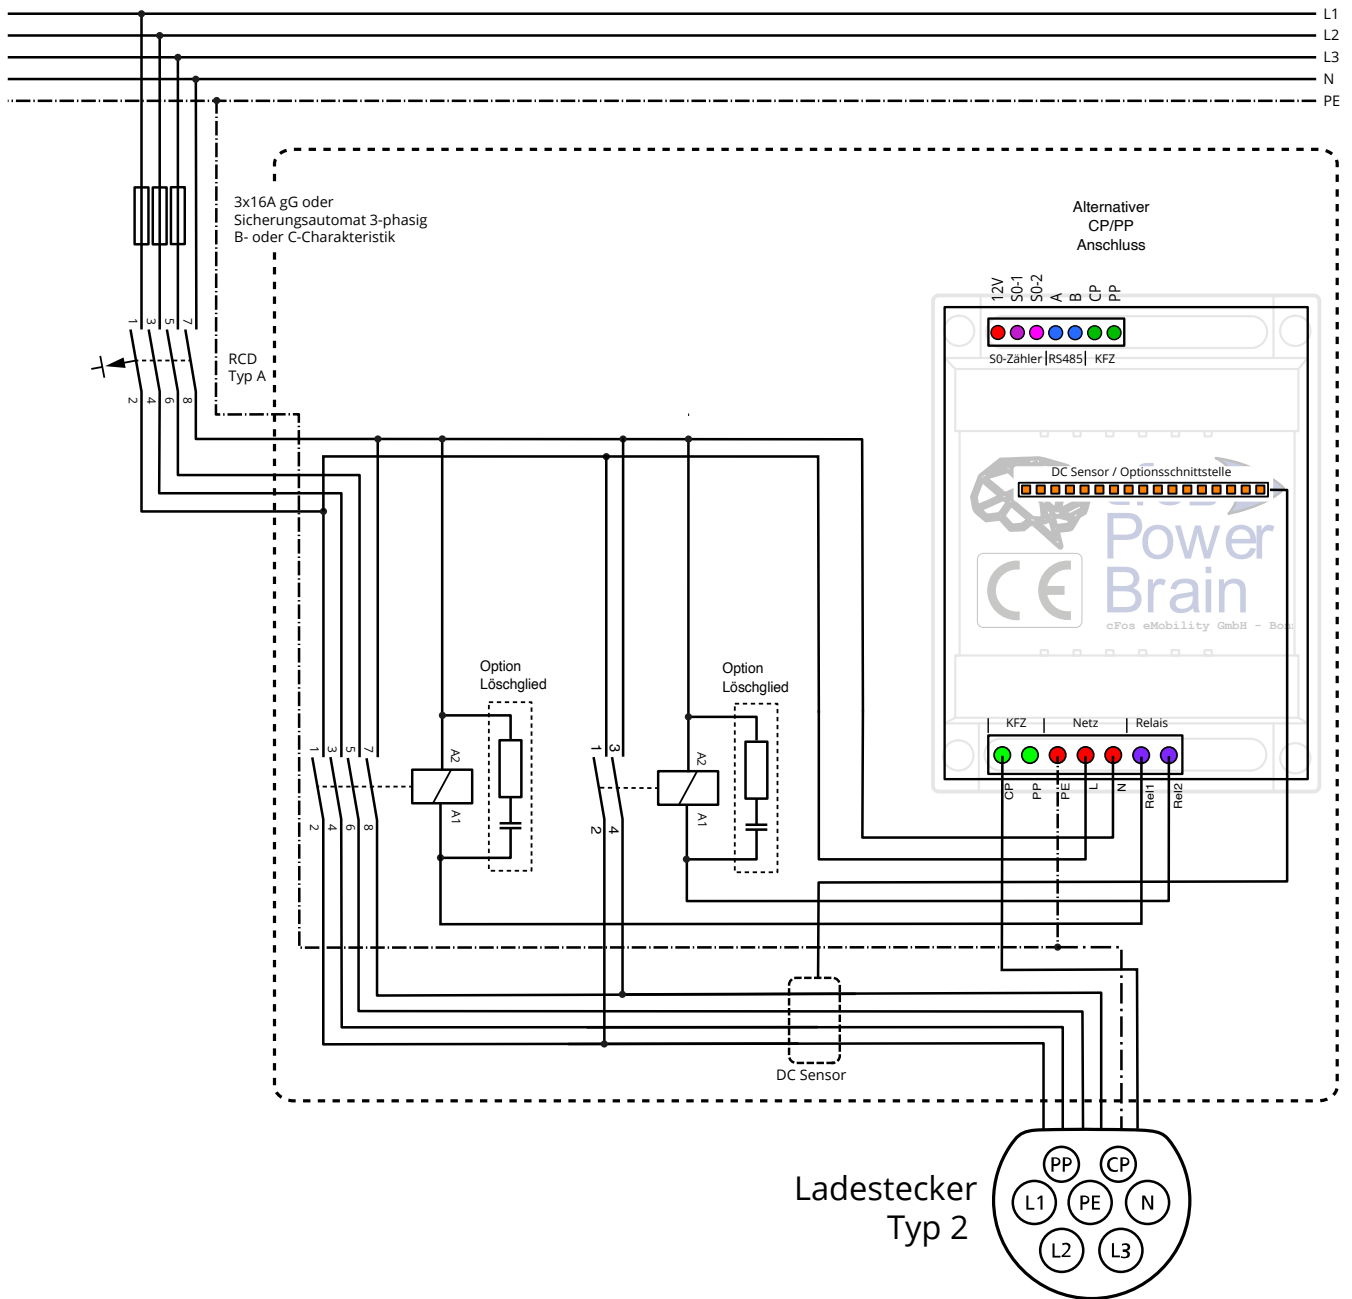 L1
L2
L3
N
PE
3x16A gG oder
Sicherungsautomat 3-phasig
B- oder C-Charakteristik
Alternativer
CP/PP
Anschluss
12V
S0-1
S0-2
A
B
CP
PP
S0-Zähler
RS485
KFZ
1
3
5
7
RCD
Typ A
2
4
6
8
DC Sensor / Optionsschnittstelle
Power
Brain
CE
cFos eMobility GmbH -
Option
Löschglied
Option
Löschglied
KFZ
Netz
Relais
1
3
5
7
A2
1
3
A2
CP
PP
PE
L
N
Rel1
Rel2
2
4
6
8
A1
2
4
A1
DC Sensor
Ladestecker
Typ 2
PP
CP
L1
PE
N
L2
L3